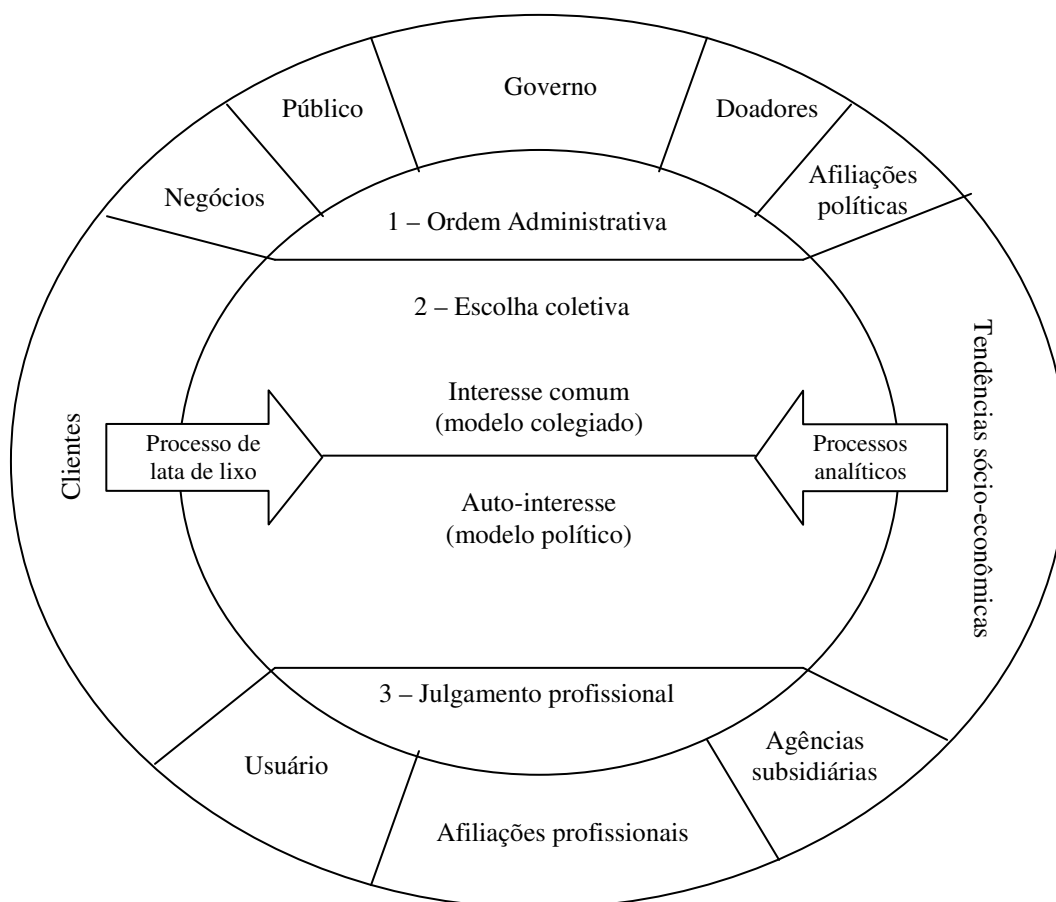 Governo
Público
Doadores
Negócios
Afiliações
políticas
1 – Ordem Administrativa
2 – Escolha coletiva
Interesse comum
(modelo colegiado)
Clientes
Processo de
lata de lixo
Processos
analíticos
Tendências sócio-econômicas
Auto-interesse
(modelo político)
3 – Julgamento profissional
Usuário
Agências
subsidiárias
Afiliações profissionais